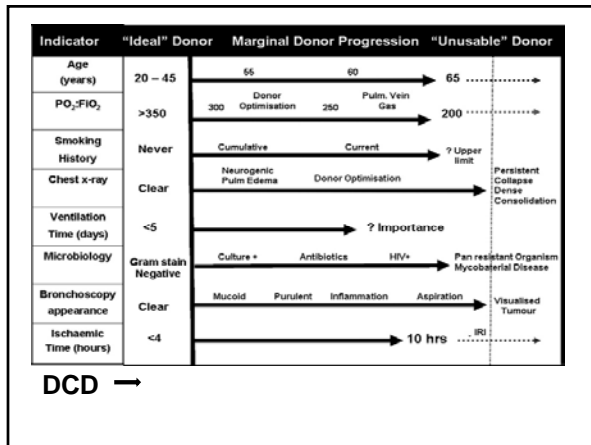 Indicator "Ideal" Donor Marginal Donor Progression "Unusable" Donor
Age (years) 20 – 45 55 60 65
PO2:FiO2 >350 300 Donor Optimisation 250 Pulm. Vein Gas 200
Smoking History Never Cumulative Current ? Upper limit
Chest x-ray Clear Neurogenic Pulm Edema Donor Optimisation Persistent Collapse Dense Consolidation
Ventilation Time (days) <5 ? Importance
Microbiology Gram stain Negative Culture + Antibiotics HIV+ Pan resistant Organism Mycobaterial Disease
Bronchoscopy appearance Clear Mucoid Purulent Inflammation Aspiration Visualised Tumour
Ischaemic Time (hours) <4 10 hrs IRI
DCD →